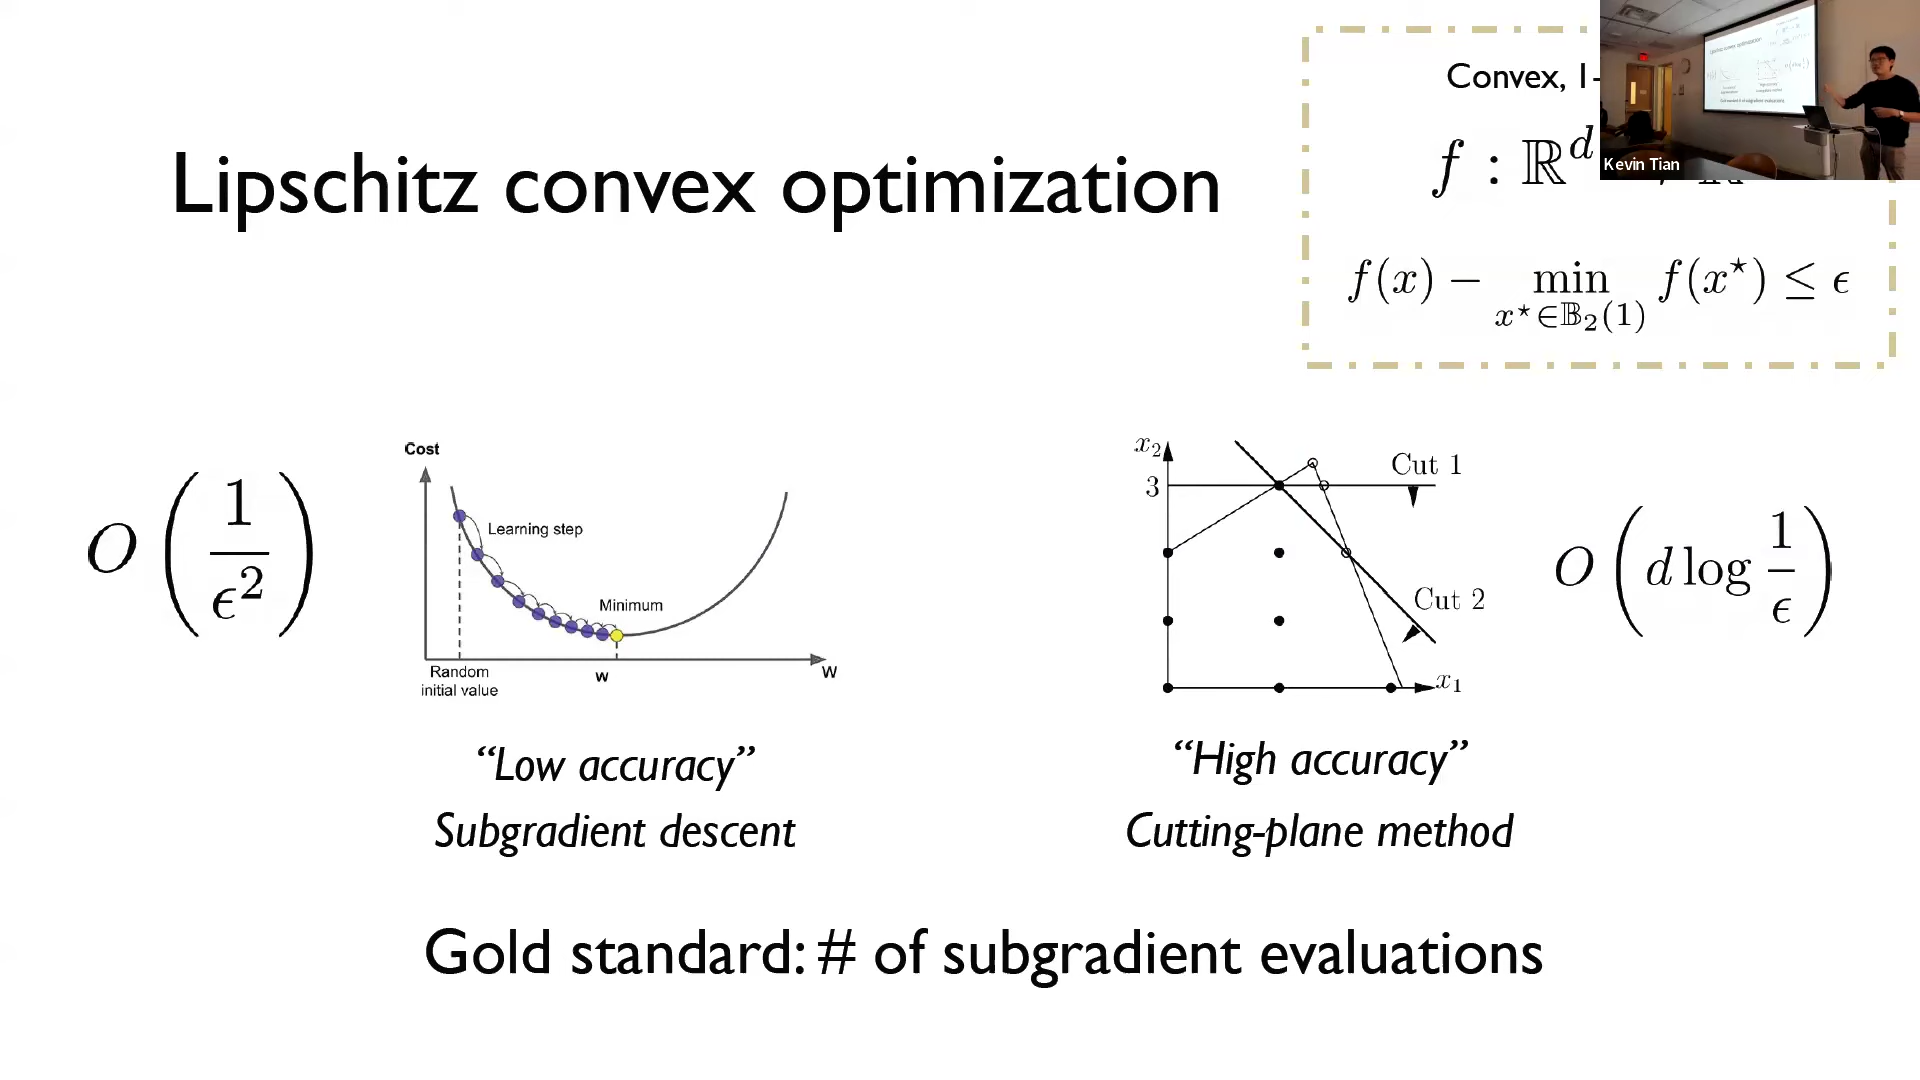 Convex, 1-
Lipschitz convex optimization
f : ℝ^d
f(x) − min_{x⋆∈𝔹₂(1)} f(x⋆) ≤ ϵ
Kevin Tian
O(1/ϵ²)
Cost
Learning step
Minimum
Random
initial value
w
W
x₂
3
Cut 1
Cut 2
x₁
O(d log 1/ϵ)
“Low accuracy”
Subgradient descent
“High accuracy”
Cutting-plane method
Gold standard: # of subgradient evaluations